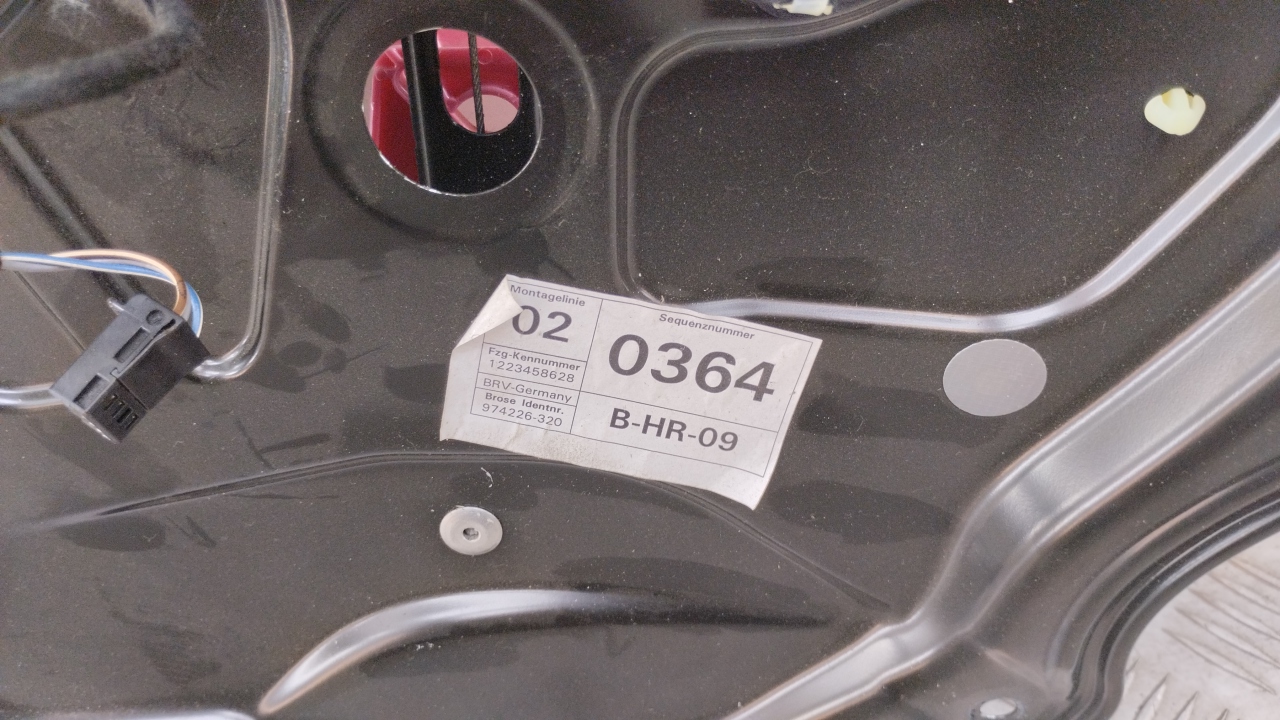 Montagelinie
02
Fzg-Kennummer
1223458628
BRV-Germany
Brose Identnr.
974226-320
Sequenznummer
0364
B-HR-09